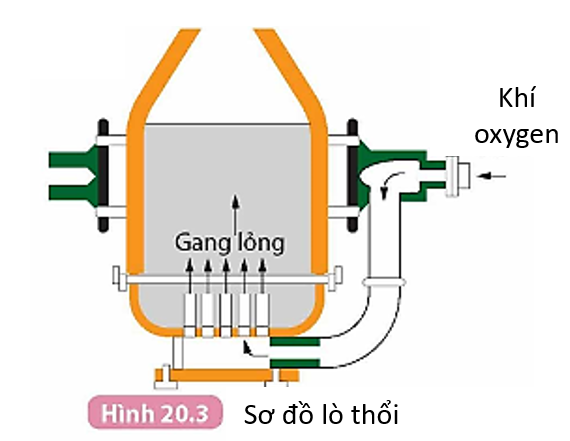 Khí
oxygen
Gang lỏng
Hình 20.3
Sơ đồ lò thổi